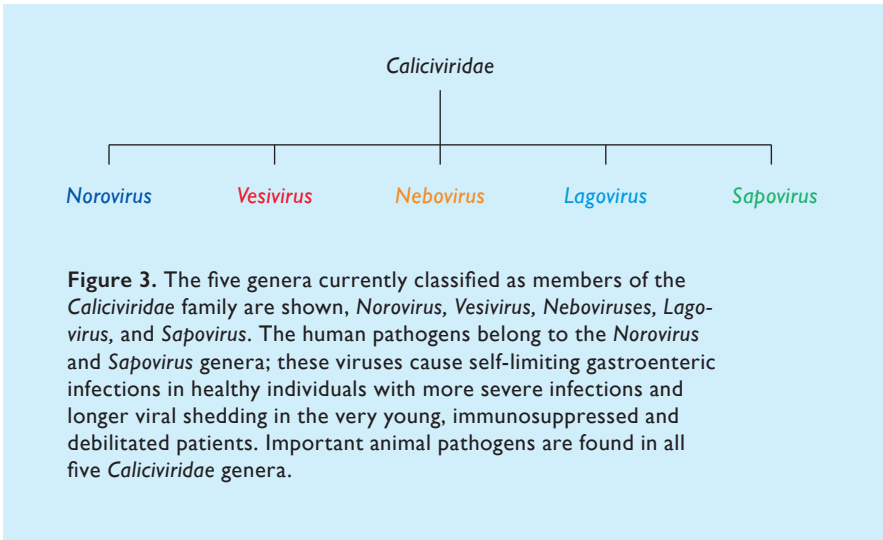 Caliciviridae
Norovirus Vesivirus Nebovirus Lagovirus Sapovirus
Figure 3. The five genera currently classified as members of the
Caliciviridae family are shown, Norovirus, Vesivirus, Neboviruses, Lago-
virus, and Sapovirus. The human pathogens belong to the Norovirus
and Sapovirus genera; these viruses cause self-limiting gastroenteric
infections in healthy individuals with more severe infections and
longer viral shedding in the very young, immunosuppressed and
debilitated patients. Important animal pathogens are found in all
five Caliciviridae genera.